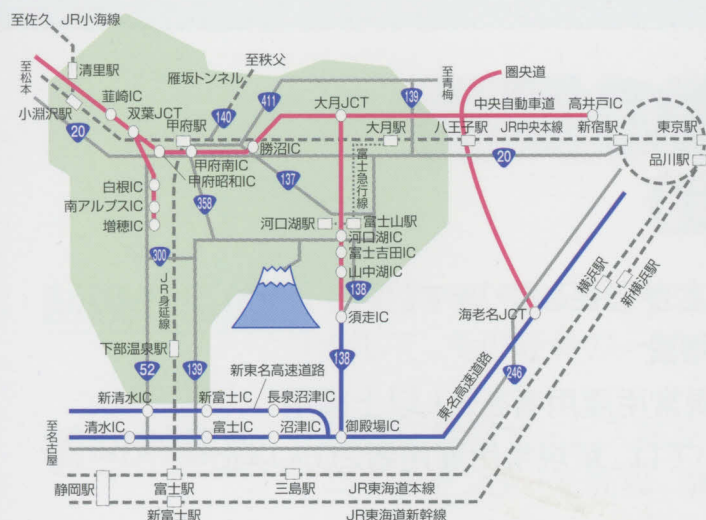 至佐久 JR小海線
至松本
清里駅
小淵沢駅
韮崎IC
双葉JCT
20
甲府駅
雁坂トンネル
至秩父
140
411
至青梅
139
圏央道
大月JCT
中央自動車道
高井戸IC
大月駅
八王子駅
JR中央本線
新宿駅
東京駅
品川駅
勝沼IC
甲府南IC
甲府昭和IC
20
137
富士急行線
白根IC
南アルプスIC
増穂IC
358
河口湖駅
富士山駅
河口湖IC
富士吉田IC
山中湖IC
138
須走IC
300
JR身延線
横浜駅
新横浜駅
海老名JCT
下部温泉駅
52
139
138
246
新東名高速道路
東名高速道路
新清水IC
新富士IC
長泉沼津IC
至名古屋
清水IC
富士IC
沼津IC
御殿場IC
静岡駅
富士駅
三島駅
JR東海道本線
新富士駅
JR東海道新幹線